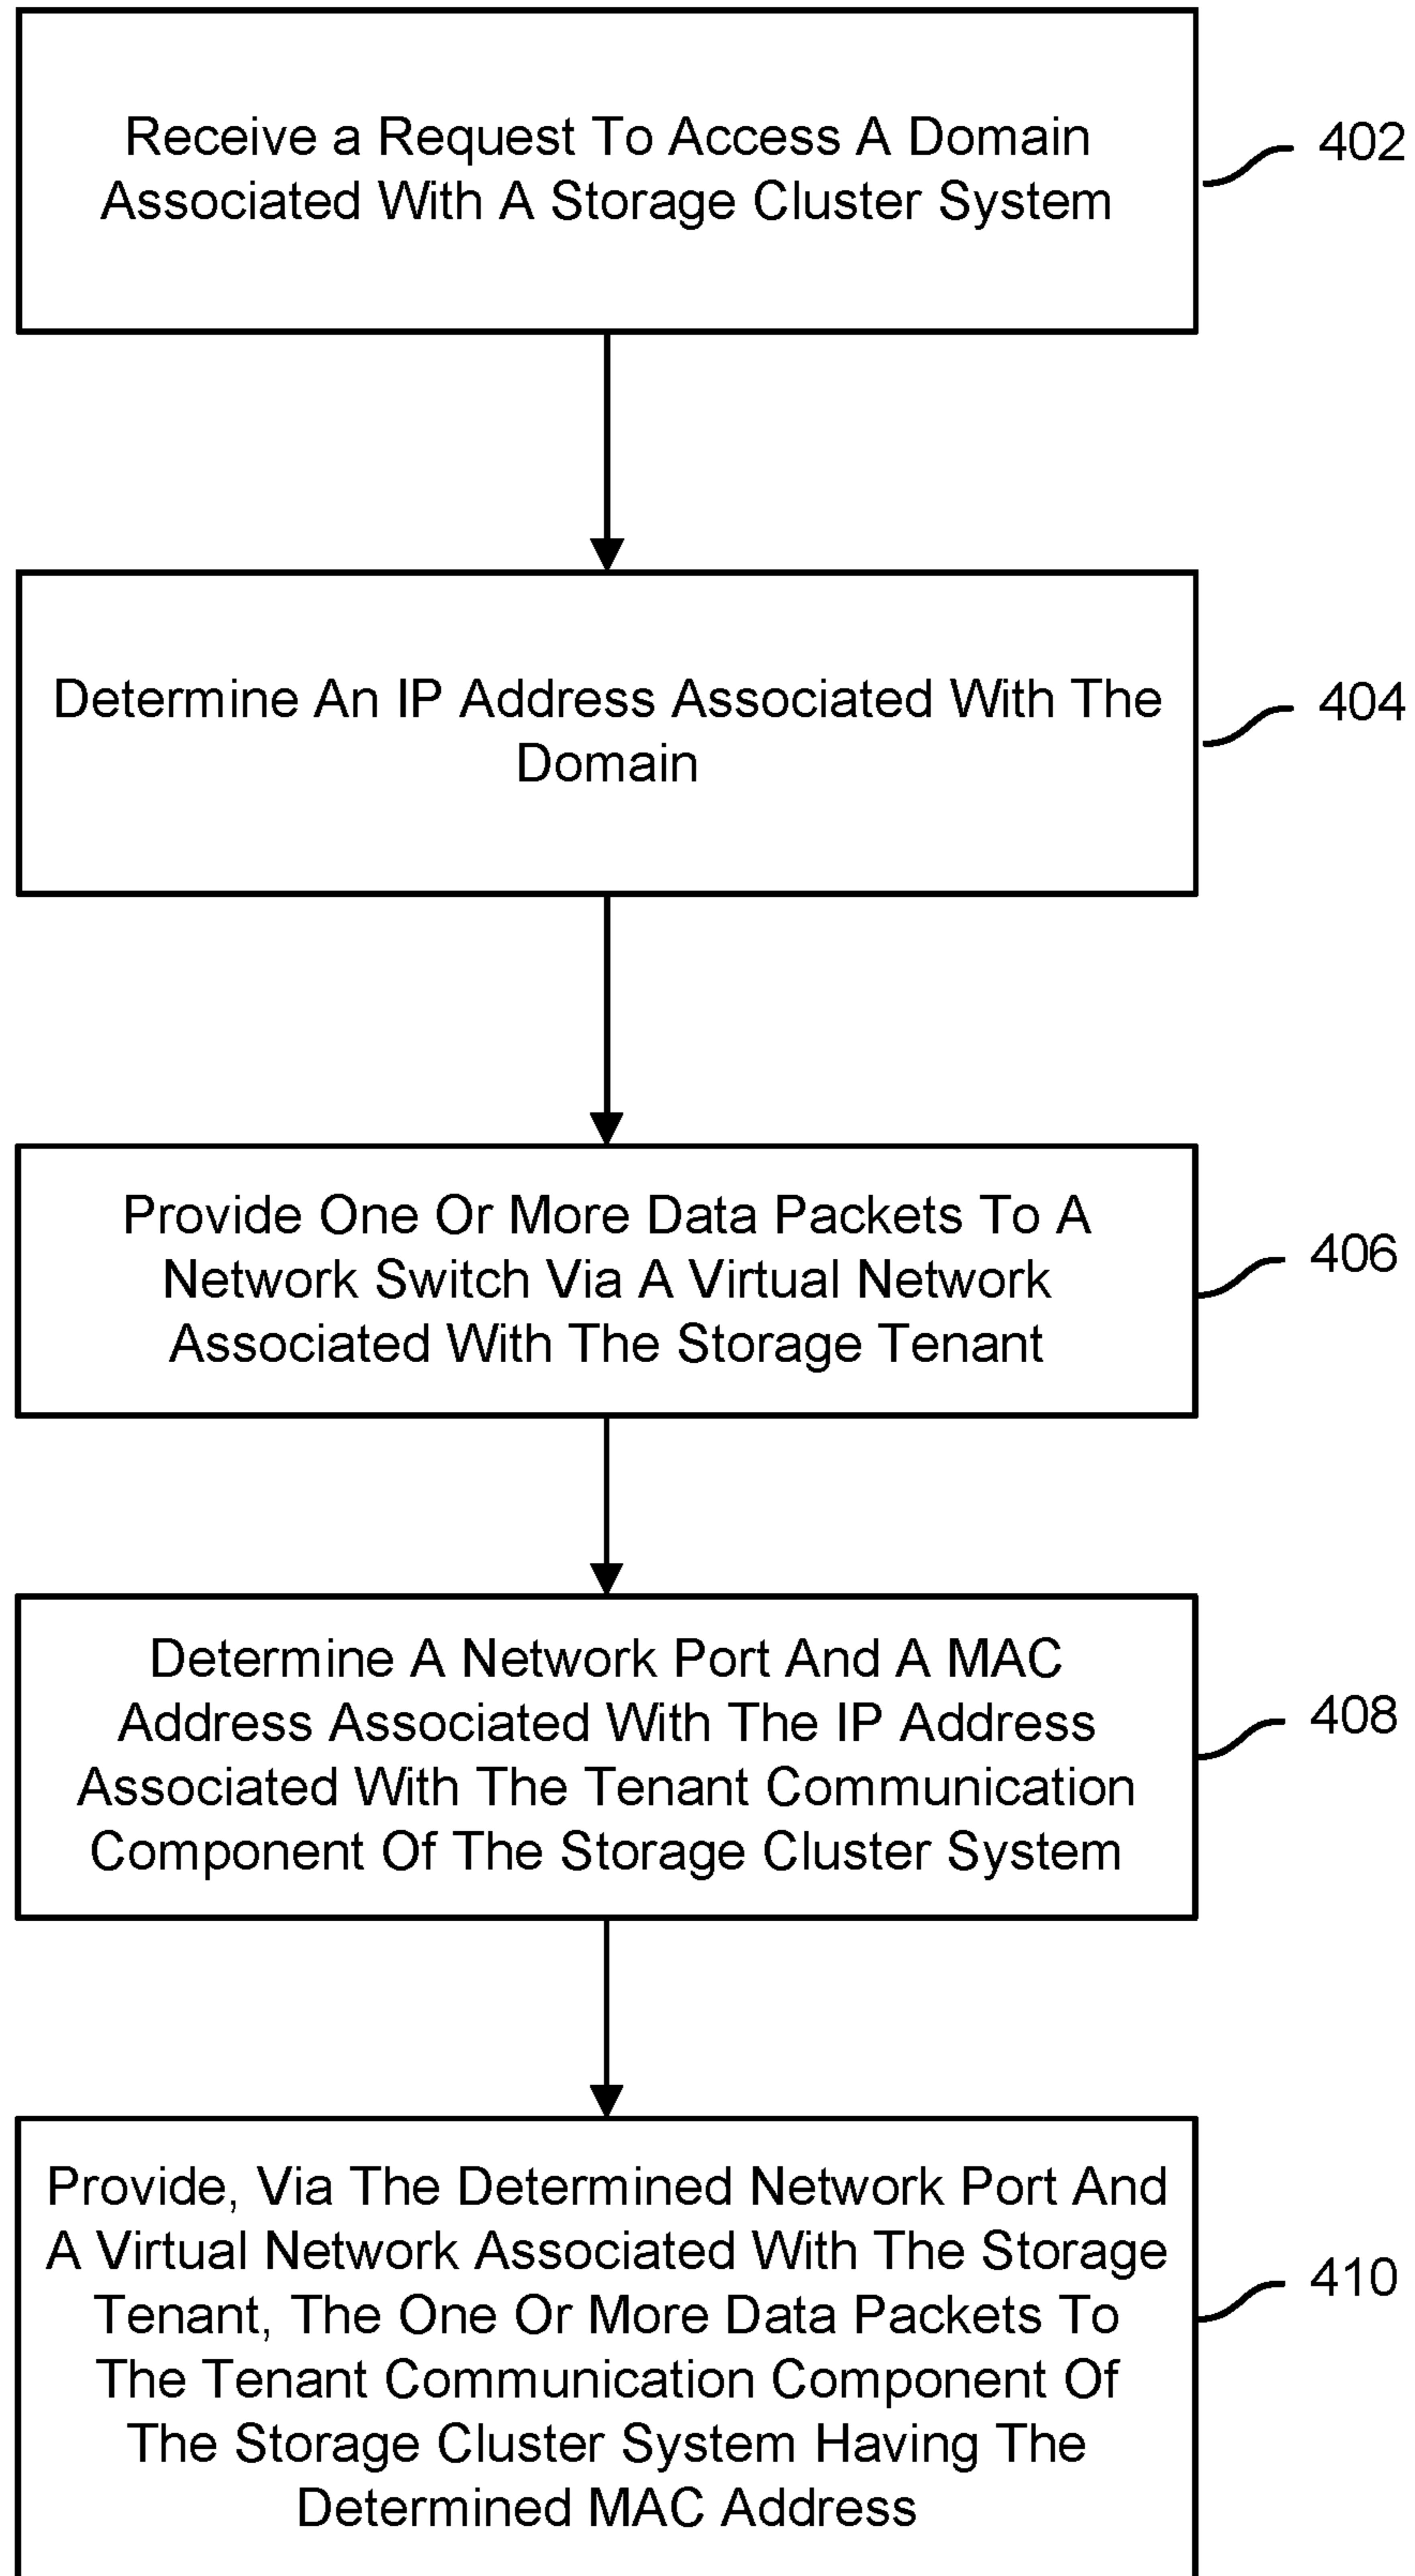 Receive a Request To Access A Domain
Associated With A Storage Cluster System
402
Determine An IP Address Associated With The
Domain
404
Provide One Or More Data Packets To A
Network Switch Via A Virtual Network
Associated With The Storage Tenant
406
Determine A Network Port And A MAC
Address Associated With The IP Address
Associated With The Tenant Communication
Component Of The Storage Cluster System
408
Provide, Via The Determined Network Port And
A Virtual Network Associated With The Storage
Tenant, The One Or More Data Packets To
The Tenant Communication Component Of
The Storage Cluster System Having The
Determined MAC Address
410